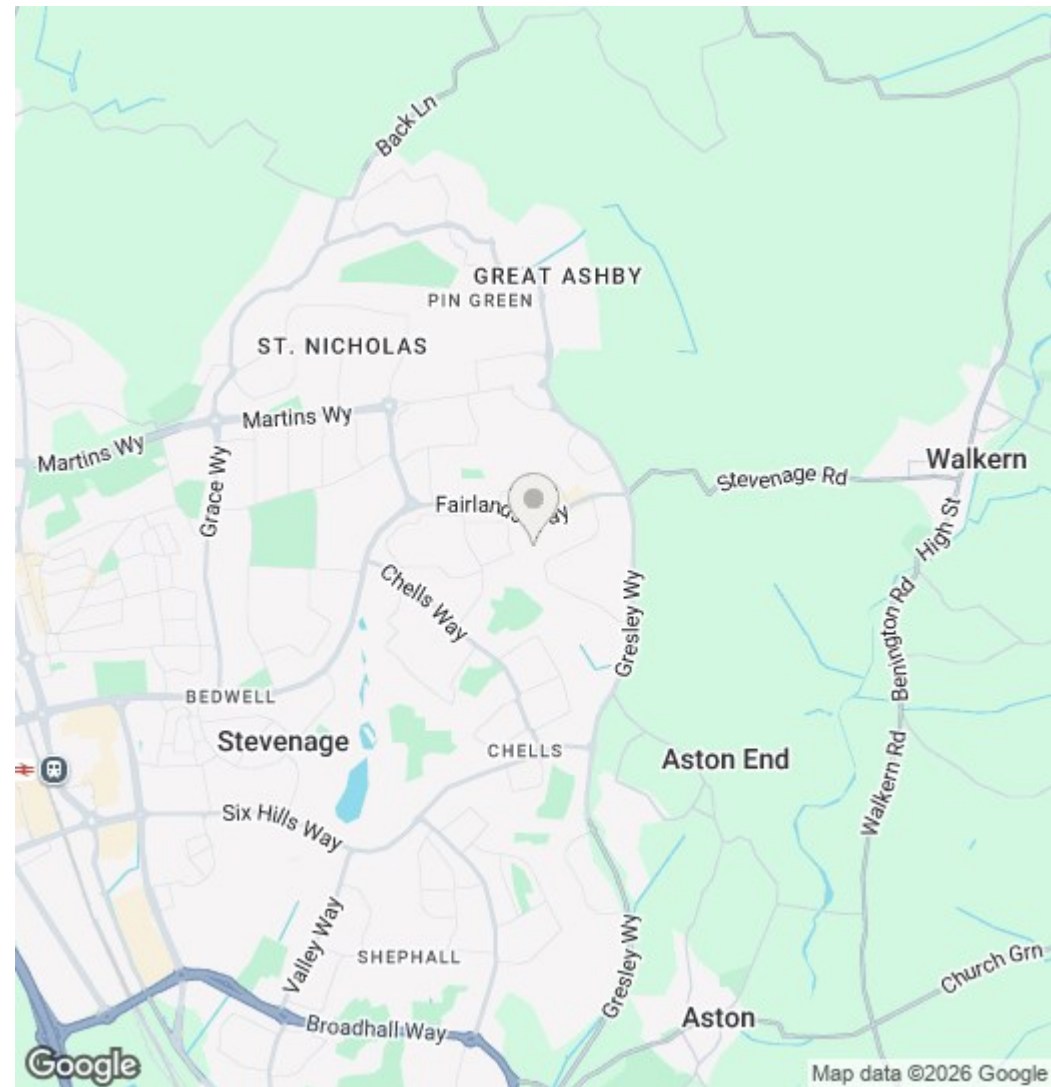 Back Ln
GREAT ASHBY
PIN GREEN
ST. NICHOLAS
Martins Wy
Martins Wy
Grace Wy
Walkern
Stevenage Rd
High St
Chells Way
Gresley Wy
Benington Rd
BEDWELL
Stevenage
CHELLS
Aston End
Walkern Rd
Six Hills Way
Valley Way
SHEPHALL
Gresley Wy
Church Grn
Aston
Broadhall Way
Google
Map data ©2026 Google